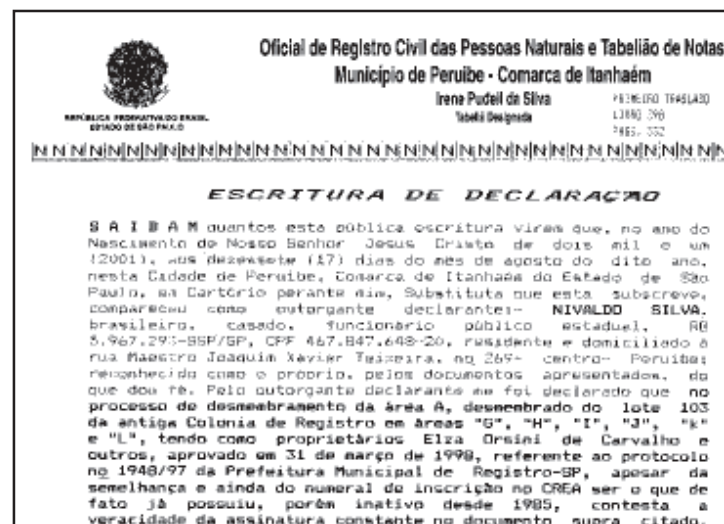 Oficial de Registro Civil das Pessoas Naturais e Tabelião de Notas
Município de Peruibe - Comarca de Itanhaém
Irene Pudeil da Silva
Tabeliã Designada
PRIMEIRO TRASLADO
LIVRO 398
PAGS. 332
REPÚBLICA FEDERATIVA DO BRASIL
ESTADO DE SÃO PAULO
ESCRITURA DE DECLARAÇÃO
S A I B A M quantos esta pública escritura virem que, no ano do
Nascimento de Nosso Senhor Jesus Cristo de dois mil e um
(2001), aos dezessete (17) dias do mês de agosto do dito ano,
nesta Cidade de Peruibe, Comarca de Itanhaem do Estado de São
Paulo, em Cartório perante mim, Substituta que esta subscreve,
compareceu como outorgante declarante:- NIVALDO SILVA,
brasileiro, casado, funcionário público estadual, RG
5.967.293-SSP/SP, CPF 467.847.648-20, residente e domiciliado à
rua Maestro Joaquim Xavier Teixeira, no 269- centro- Peruibe;
reconhecido como o próprio, pelos documentos apresentados, do
que dou fé. Pelo outorgante declarante me foi declarado que no
processo de desmembramento da área A, desmembrado do lote 103
da antiga Colonia de Registro em áreas "G", "H", "I", "J", "k"
e "L", tendo como proprietários Elza Orsini de Carvalho e
outros, aprovado em 31 de março de 1998, referente ao protocolo
nº 1948/97 da Prefeitura Municipal de Registro-SP, apesar da
semelhança e ainda do numeral de inscrição no CREA ser o que de
fato já possuiu, porém inativo desde 1985, contesta a
veracidade da assinatura constante no documento supra citado.